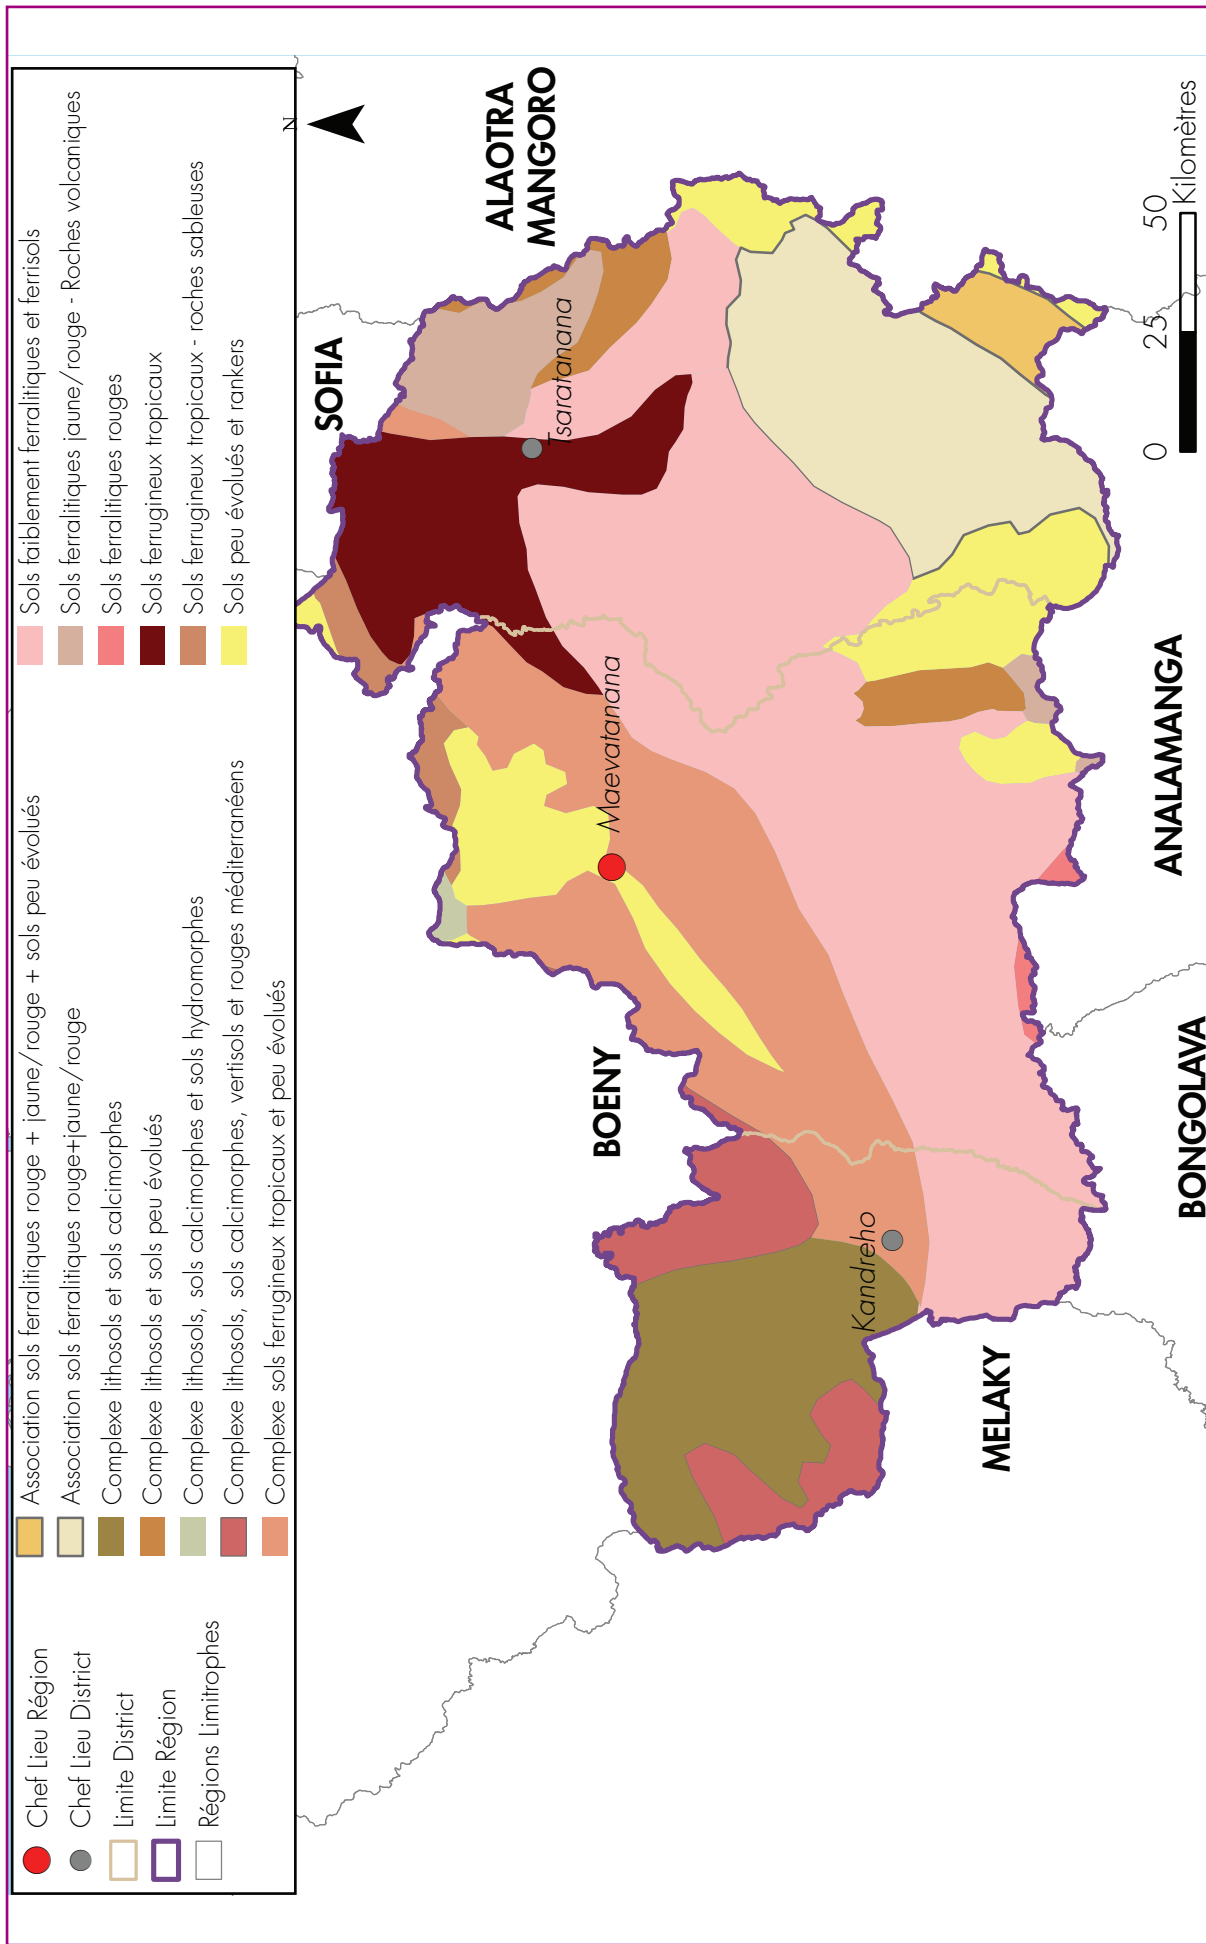 Chef Lieu Région
Chef Lieu District
Limite District
Limite Région
Régions Limitrophes
Association sols ferralitiques rouge + jaune/rouge + sols peu évolués
Association sols ferralitiques rouge+jaune/rouge
Complexe lithosols et sols calcimorphes
Complexe lithosols et sols peu évolués
Complexe lithosols, sols calcimorphes et sols hydromorphes
Complexe lithosols, sols calcimorphes, vertisols et rouges méditerranéens
Complexe sols ferrugineux tropicaux et peu évolués
Sols faiblement ferralitiques et ferrisols
Sols ferralitiques jaune/rouge - Roches volcaniques
Sols ferralitiques rouges
Sols ferrugineux tropicaux
Sols ferrugineux tropicaux - roches sableuses
Sols peu évolués et rankers
N
SOFIA
ALAOTRA
MANGORO
Tsaratanana
BOENY
Maevatanana
Kandreho
MELAKY
BONGOLAVA
ANALAMANGA
0 25 50
Kilomètres